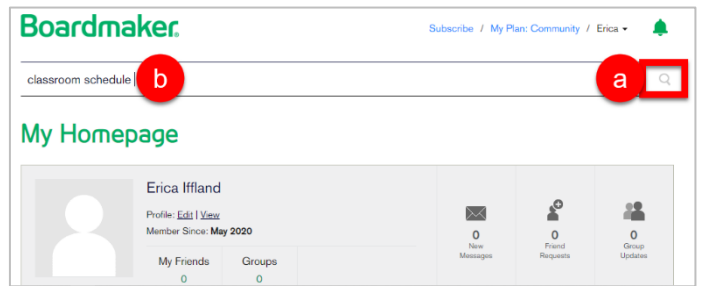 Boardmaker®
Subscribe / My Plan: Community / Erica
classroom schedule b a
My Homepage
Erica Iffland
Profile: Edit | View
Member Since: May 2020
My Friends Groups
0 0
0 0 0
New Messages
Friend Requests
Group Updates